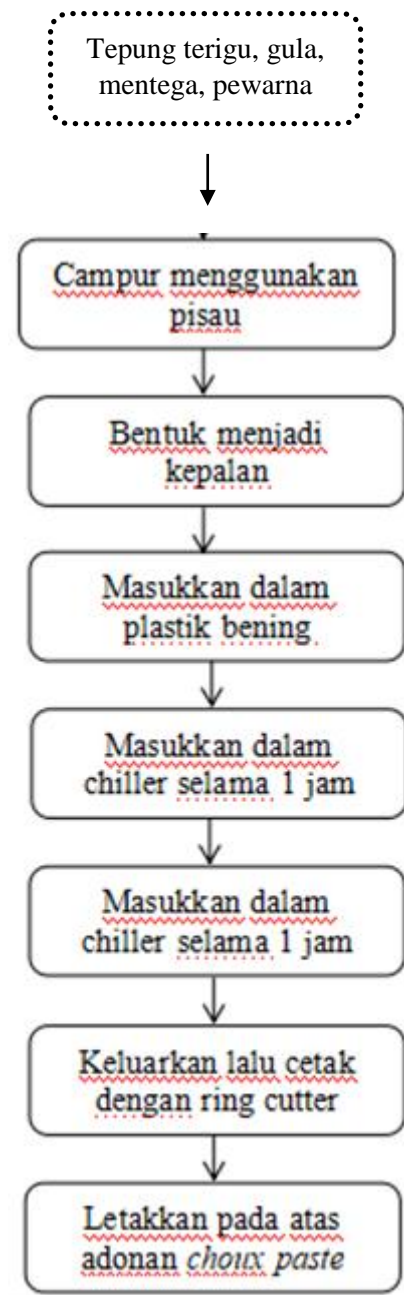 Tepung terigu, gula,
mentega, pewarna
Campur menggunakan
pisau
Bentuk menjadi
kepalan
Masukkan dalam
plastik bening
Masukkan dalam
chiller selama 1 jam
Masukkan dalam
chiller selama 1 jam
Keluarkan lalu cetak
dengan ring cutter
Letakkan pada atas
adonan choux paste